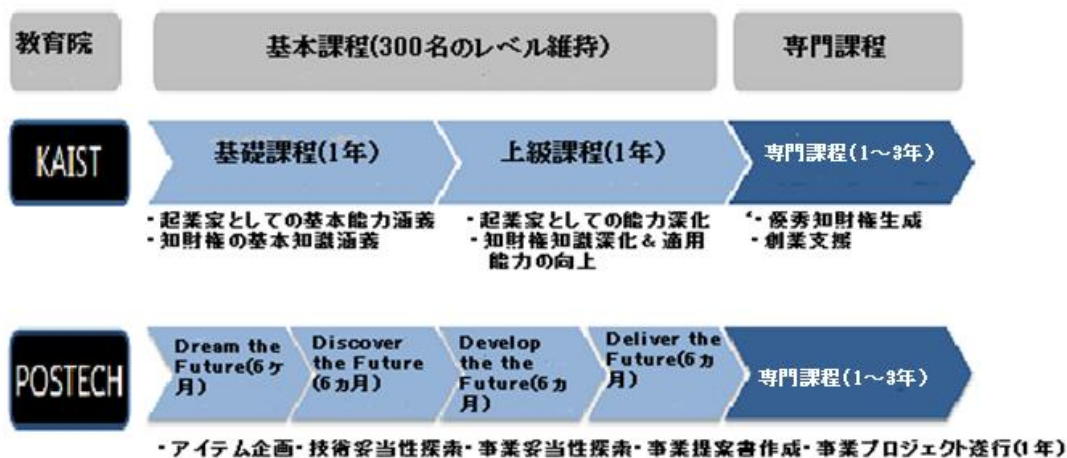 教育院
基本課程(300名のレベル維持)
専門課程
KAIST
基礎課程(1年)
上級課程(1年)
専門課程(1～3年)
・起業家としての基本能力涵義
・知財権の基本知識涵義
・起業家としての能力深化
・知財権知識深化&適用
能力の向上
・優秀知財権生成
・創業支援
POSTECH
Dream the
Future(6ヶ
月)
Discover
the Future
(6カ月)
Develop
the the
Future(6カ
月)
Deliver the
Future(6カ
月)
専門課程(1～3年)
・アイテム企画・技術妥当性探索・事業妥当性探索・事業提案書作成・事業プロジェクト遂行(1年)